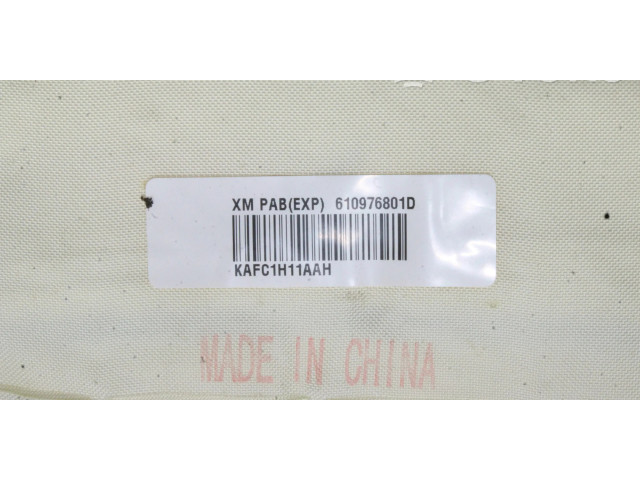 XM PAB(EXP) 610976801D
KAFC1H11AAH
MADE IN CHINA